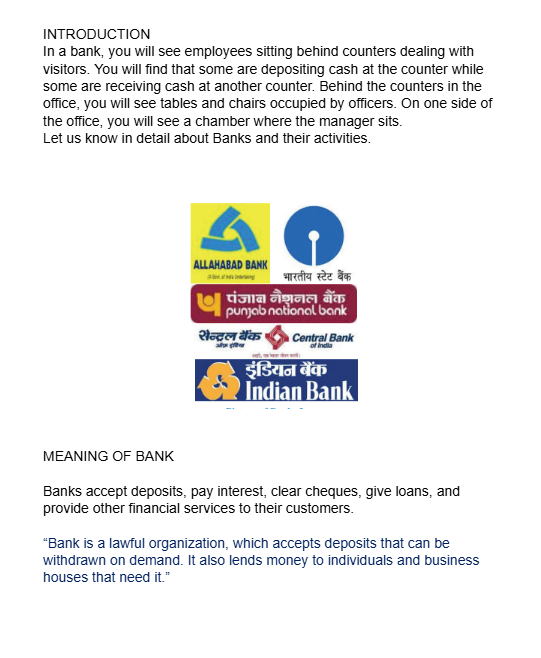 INTRODUCTION
In a bank, you will see employees sitting behind counters dealing with
visitors. You will find that some are depositing cash at the counter while
some are receiving cash at another counter. Behind the counters in the
office, you will see tables and chairs occupied by officers. On one side of
the office, you will see a chamber where the manager sits.
Let us know in detail about Banks and their activities.
ALLAHABAD BANK
भारतीय स्टेट बैंक
पंजाब नैशनल बैंक
punjab national bank
सेन्ट्रल बैंक Central Bank
ऑफ इंडिया of India
इंडियन बैंक
Indian Bank
MEANING OF BANK
Banks accept deposits, pay interest, clear cheques, give loans, and
provide other financial services to their customers.
“Bank is a lawful organization, which accepts deposits that can be
withdrawn on demand. It also lends money to individuals and business
houses that need it.”